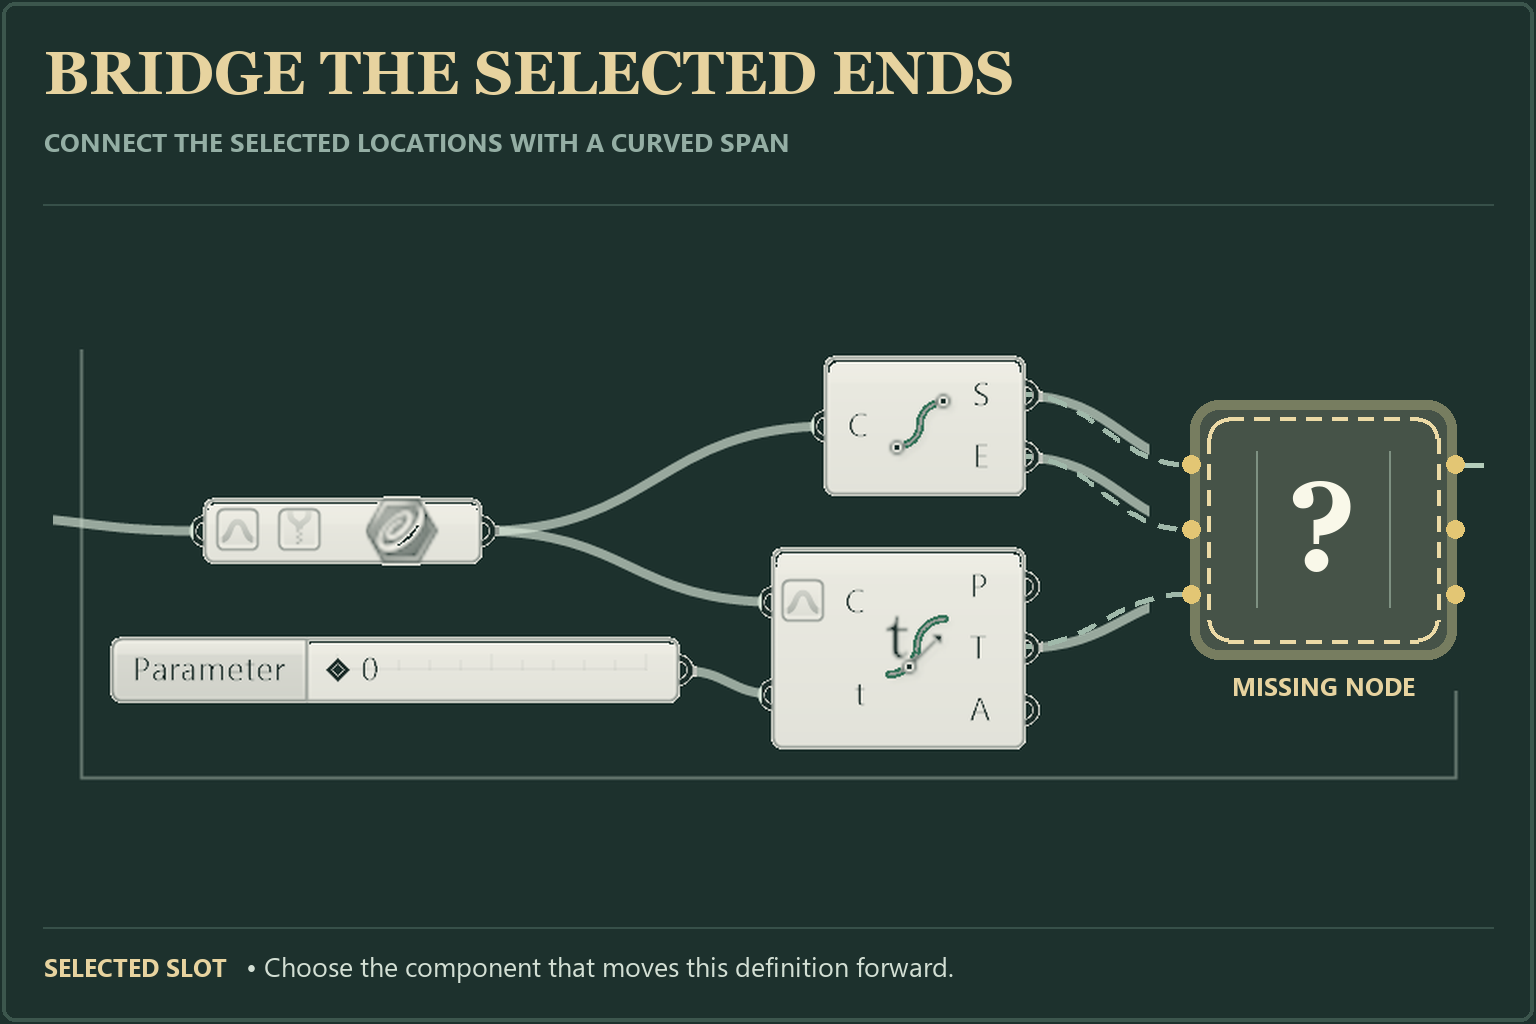 BRIDGE THE SELECTED ENDS
CONNECT THE SELECTED LOCATIONS WITH A CURVED SPAN
C
S
E
Parameter
0
C
t
t
P
T
A
?
MISSING NODE
SELECTED SLOT • Choose the component that moves this definition forward.